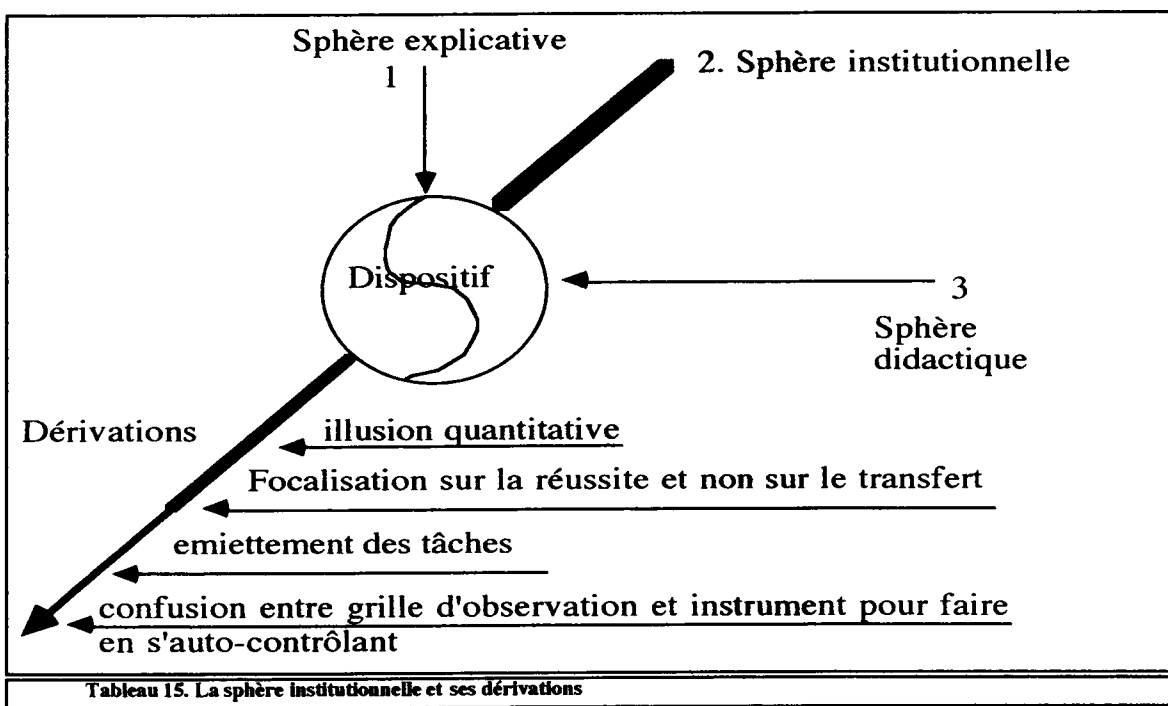 Sphère explicative
1
2. Sphère institutionnelle
Dispositif
3
Sphère
didactique
Dérivations
illusion quantitative
Focalisation sur la réussite et non sur le transfert
emiettement des tâches
confusion entre grille d'observation et instrument pour faire
en s'auto-contrôlant
Tableau 15. La sphère institutionnelle et ses dérivations